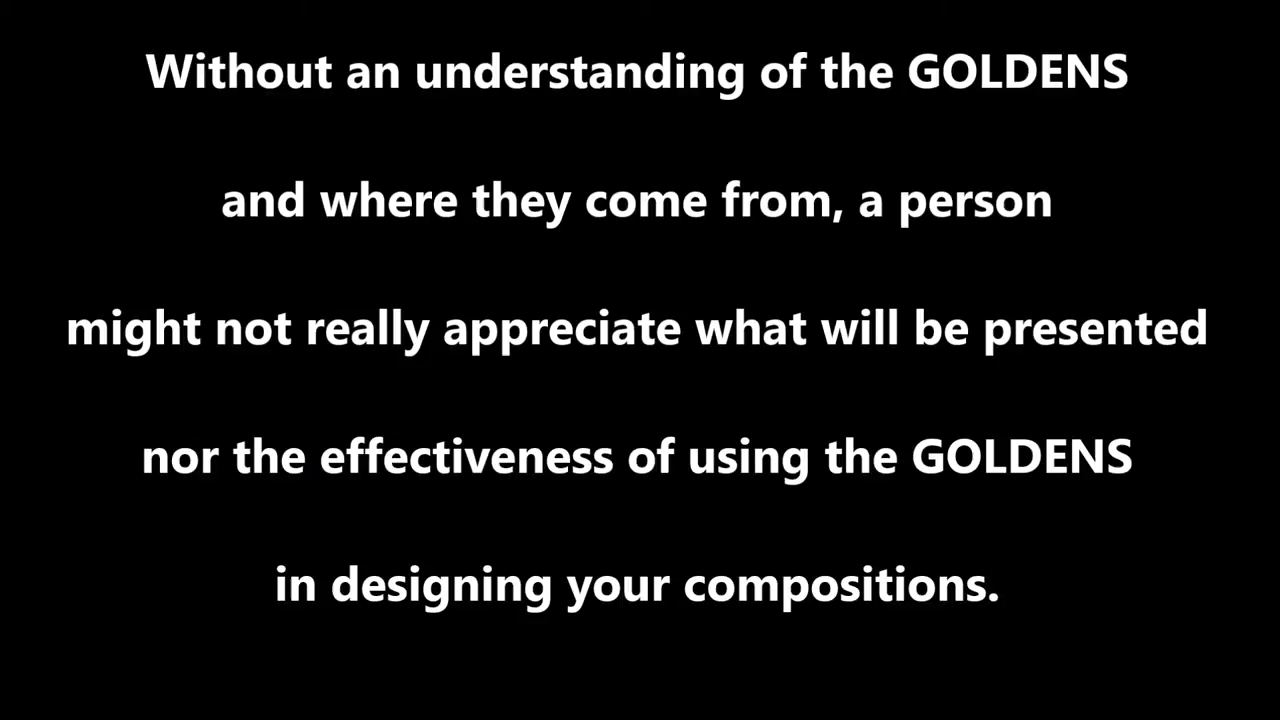 Without an understanding of the GOLDENS
and where they come from, a person
might not really appreciate what will be presented
nor the effectiveness of using the GOLDENS
in designing your compositions.